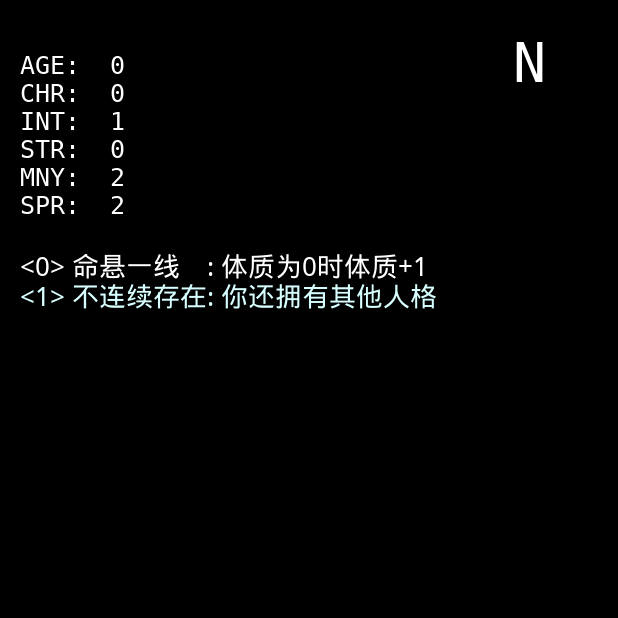 N
AGE:  0
CHR:  0
INT:  1
STR:  0
MNY:  2
SPR:  2
<0> 命悬一线　: 体质为0时体质+1
<1> 不连续存在: 你还拥有其他人格